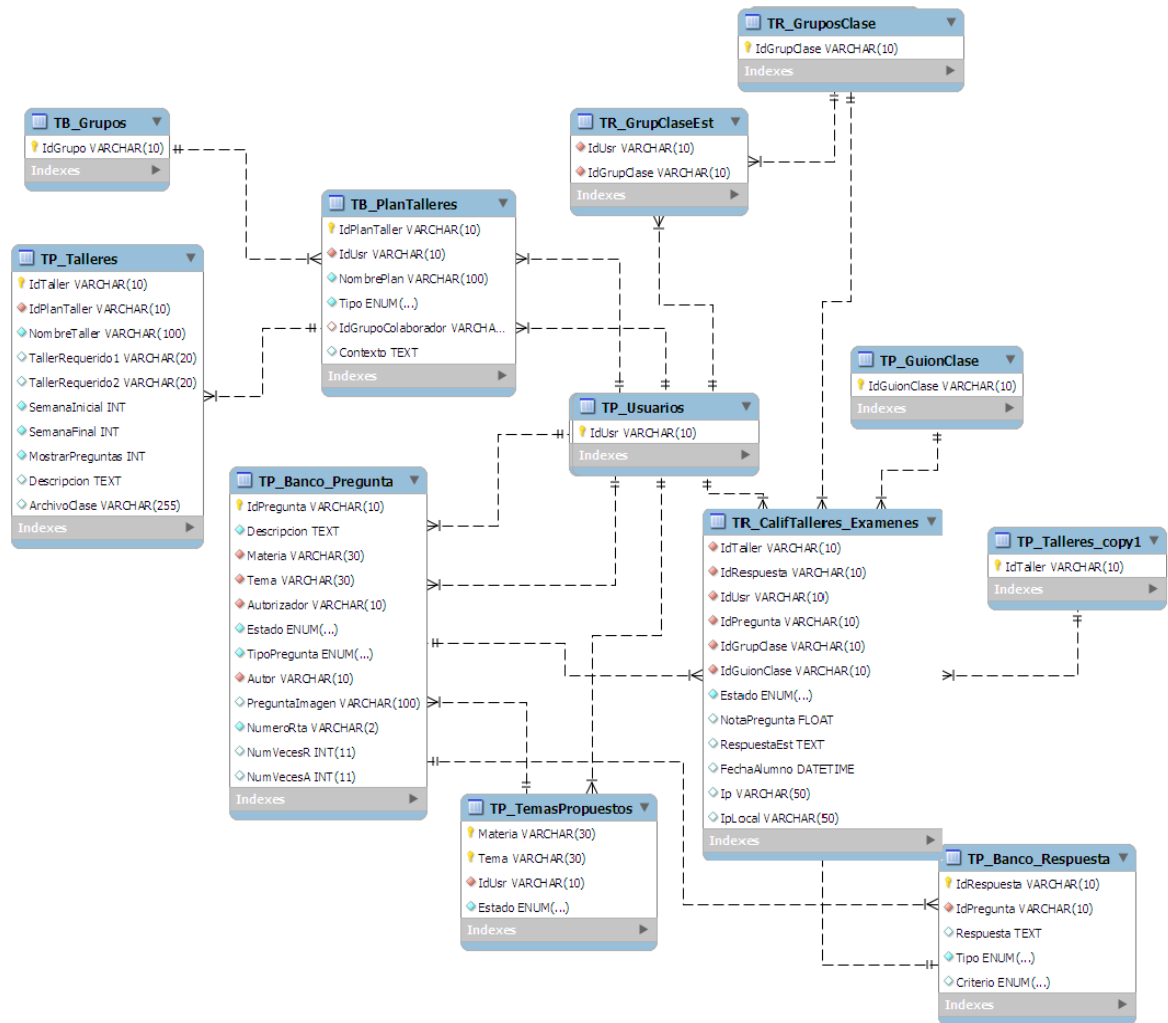 TR_GruposClase
IdGrupClase VARCHAR(10)
Indexes
TB_Grupos
IdGrupo VARCHAR(10)
Indexes
TR_GrupClaseEst
IdUsr VARCHAR(10)
IdGrupClase VARCHAR(10)
Indexes
TB_PlanTalleres
IdPlanTaller VARCHAR(10)
IdUsr VARCHAR(10)
NombrePlan VARCHAR(100)
Tipo ENUM(...)
IdGrupoColaborador VARCHA...
Contexto TEXT
Indexes
TP_Talleres
IdTaller VARCHAR(10)
IdPlanTaller VARCHAR(10)
NombreTaller VARCHAR(100)
TallerRequerido1 VARCHAR(20)
TallerRequerido2 VARCHAR(20)
SemanaInicial INT
SemanaFinal INT
MostrarPreguntas INT
Descripcion TEXT
ArchivoClase VARCHAR(255)
Indexes
TP_GuionClase
IdGuionClase VARCHAR(10)
Indexes
TP_Usuarios
IdUsr VARCHAR(10)
Indexes
TP_Banco_Pregunta
IdPregunta VARCHAR(10)
Descripcion TEXT
Materia VARCHAR(30)
Tema VARCHAR(30)
Autorizador VARCHAR(10)
Estado ENUM(...)
TipoPregunta ENUM(...)
Autor VARCHAR(10)
PreguntaImagen VARCHAR(100)
NumeroRta VARCHAR(2)
NumVecesR INT(11)
NumVecesA INT(11)
Indexes
TR_CalifTalleres_Examenes
IdTaller VARCHAR(10)
IdRespuesta VARCHAR(10)
IdUsr VARCHAR(10)
IdPregunta VARCHAR(10)
IdGrupClase VARCHAR(10)
IdGuionClase VARCHAR(10)
Estado ENUM(...)
NotaPregunta FLOAT
RespuestaEst TEXT
FechaAlumno DATETIME
Ip VARCHAR(50)
IpLocal VARCHAR(50)
Indexes
TP_Talleres_copy1
IdTaller VARCHAR(10)
Indexes
TP_TemasPropuestos
Materia VARCHAR(30)
Tema VARCHAR(30)
IdUsr VARCHAR(10)
Estado ENUM(...)
Indexes
TP_Banco_Respuesta
IdRespuesta VARCHAR(10)
IdPregunta VARCHAR(10)
Respuesta TEXT
Tipo ENUM(...)
Criterio ENUM(...)
Indexes